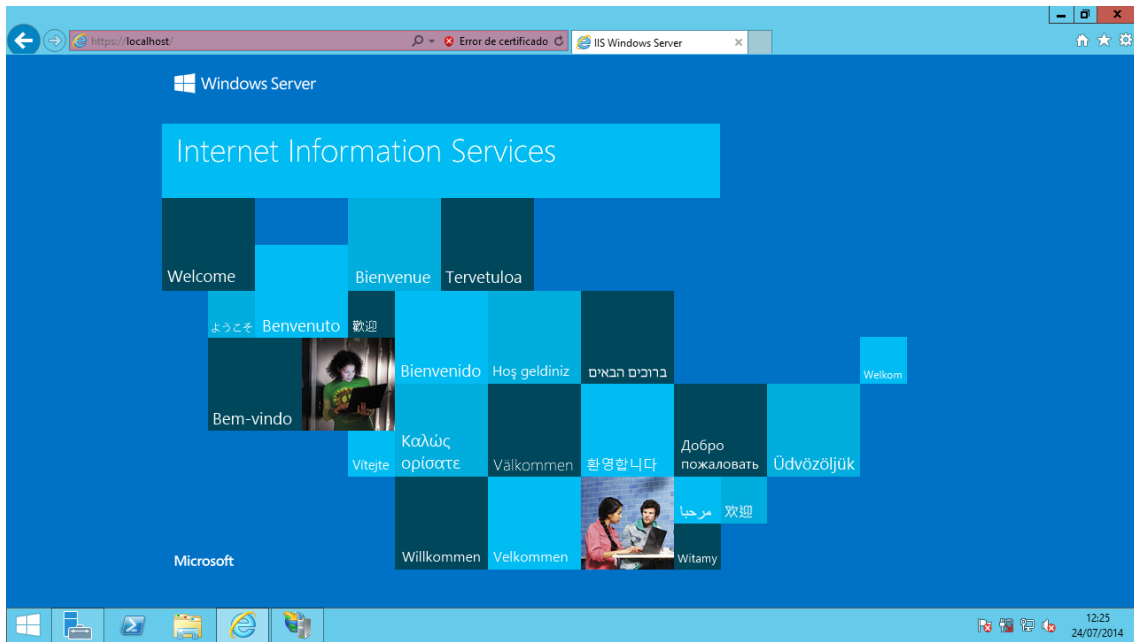 https://localhost/
Error de certificado
IIS Windows Server
Windows Server
Internet Information Services
Welcome
Bienvenue
Tervetuloa
ようこそ
Benvenuto
歡迎
Bienvenido
Hoş geldiniz
ברוכים הבאים
Welkom
Bem-vindo
Vítejte
Καλώς
ορίσατε
Välkommen
환영합니다
Добро
пожаловать
Üdvözöljük
مرحبا
欢迎
Willkommen
Velkommen
Witamy
Microsoft
12:25
24/07/2014